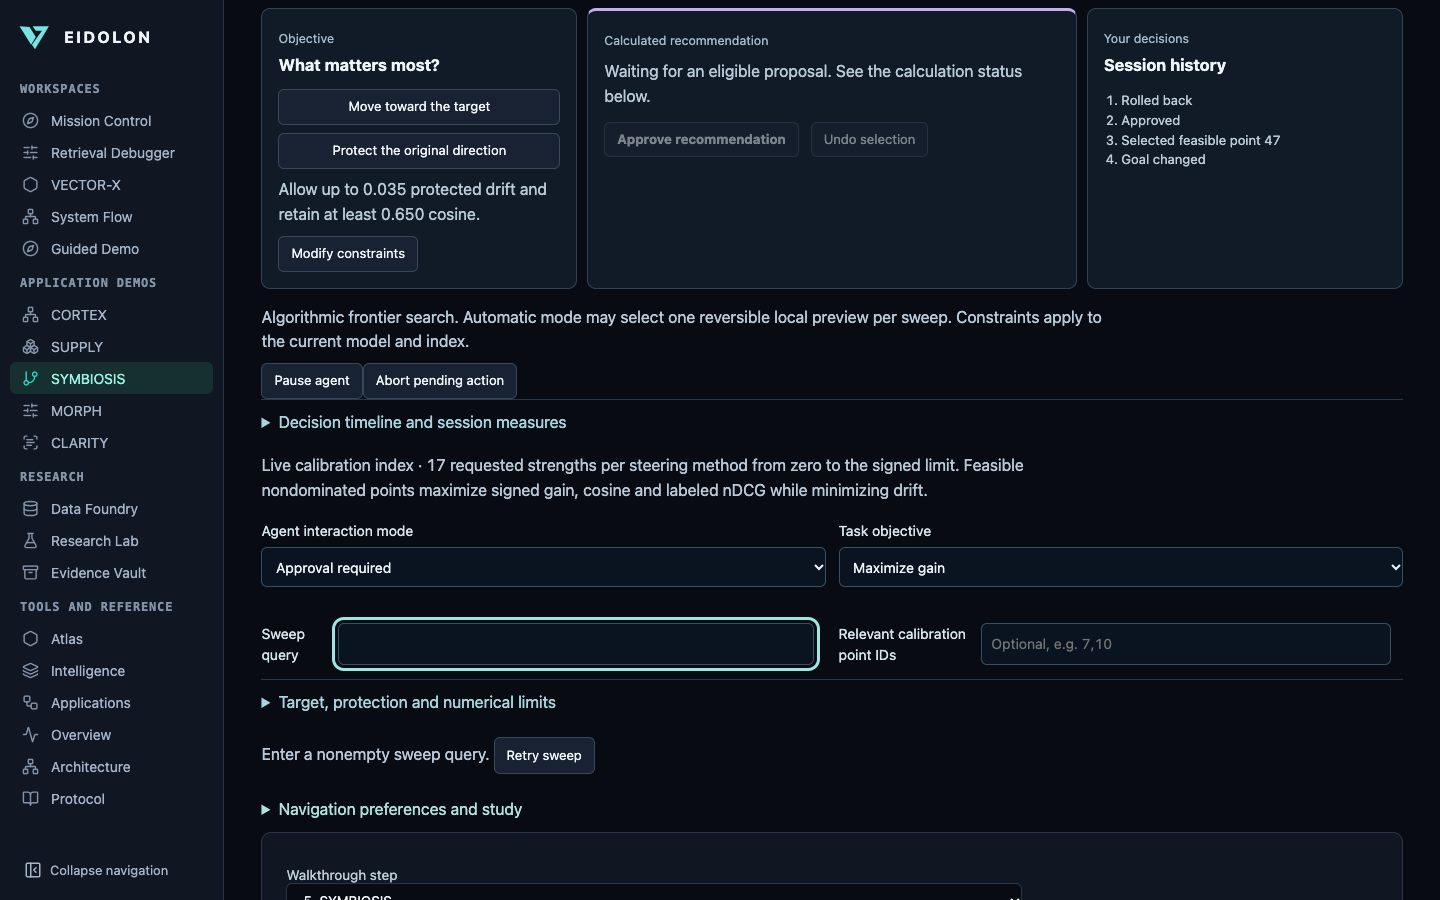 EIDOLON
WORKSPACES
Mission Control
Retrieval Debugger
VECTOR-X
System Flow
Guided Demo
APPLICATION DEMOS
CORTEX
SUPPLY
SYMBIOSIS
MORPH
CLARITY
RESEARCH
Data Foundry
Research Lab
Evidence Vault
TOOLS AND REFERENCE
Atlas
Intelligence
Applications
Overview
Architecture
Protocol
Collapse navigation
Objective
What matters most?
Move toward the target
Protect the original direction
Allow up to 0.035 protected drift and
retain at least 0.650 cosine.
Modify constraints
Calculated recommendation
Waiting for an eligible proposal. See the calculation status
below.
Approve recommendation
Undo selection
Your decisions
Session history
1. Rolled back
2. Approved
3. Selected feasible point 47
4. Goal changed
Algorithmic frontier search. Automatic mode may select one reversible local preview per sweep. Constraints apply to
the current model and index.
Pause agent
Abort pending action
Decision timeline and session measures
Live calibration index · 17 requested strengths per steering method from zero to the signed limit. Feasible
nondominated points maximize signed gain, cosine and labeled nDCG while minimizing drift.
Agent interaction mode
Approval required
Task objective
Maximize gain
Sweep
query
Relevant calibration
point IDs
Optional, e.g. 7,10
Target, protection and numerical limits
Enter a nonempty sweep query.
Retry sweep
Navigation preferences and study
Walkthrough step
5. SYMBIOSIS